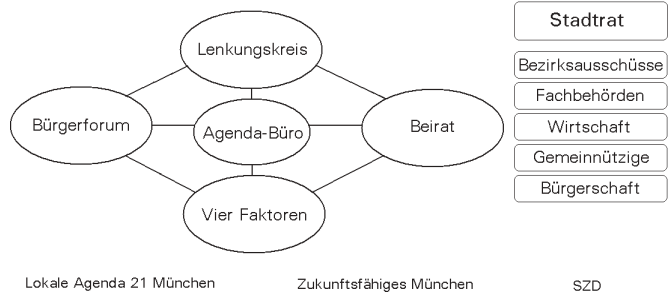 Lenkungskreis
Bürgerforum
Agenda-Büro
Beirat
Vier Faktoren
Stadtrat
Bezirksausschüsse
Fachbehörden
Wirtschaft
Gemeinnützige
Bürgerschaft
Lokale Agenda 21 München
Zukunftsfähiges München
SZD